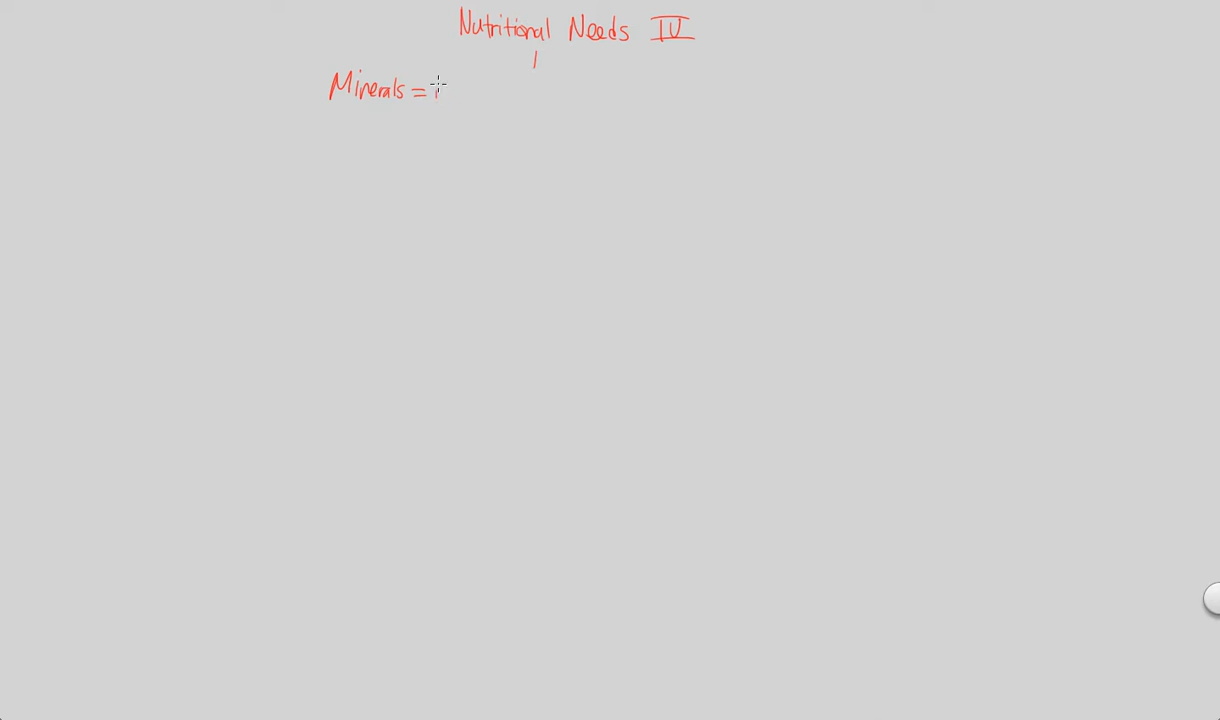 Nutritional Needs IV
Minerals =